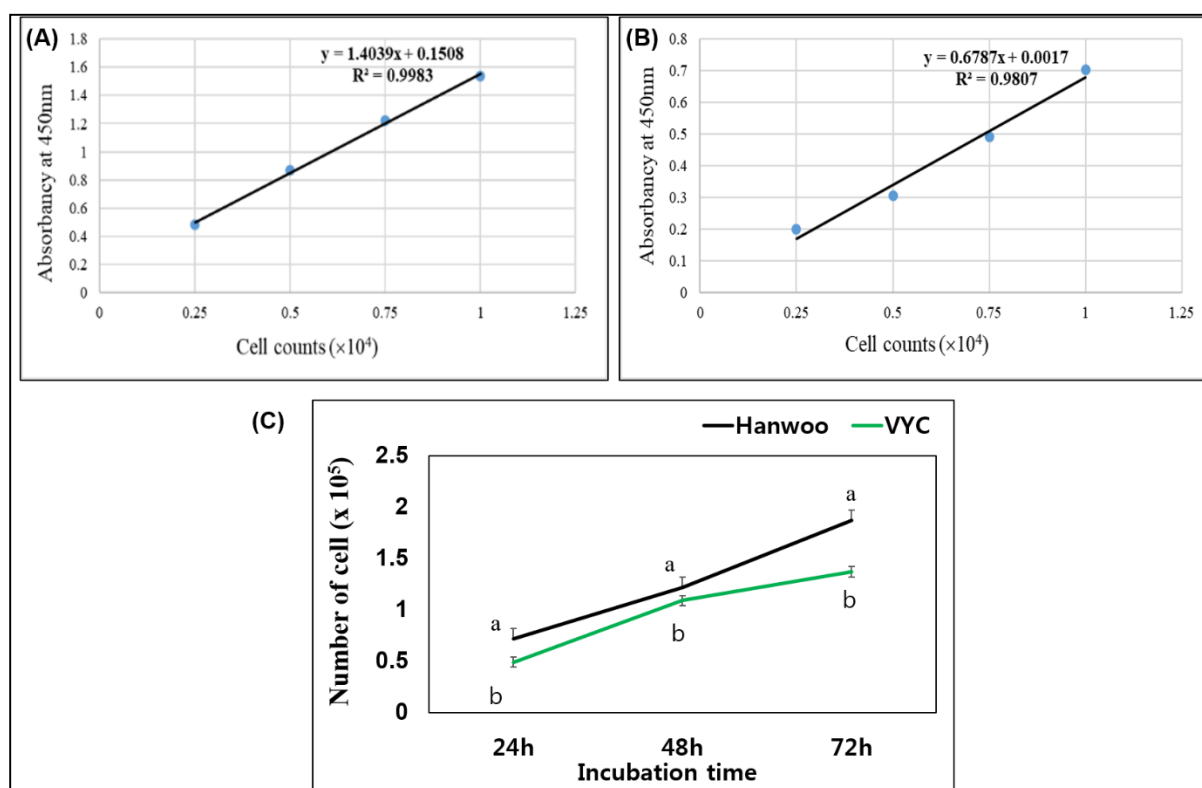 (A)
y = 1.4039x + 0.1508
R² = 0.9983
Absorbancy at 450nm
1.8
1.6
1.4
1.2
1
0.8
0.6
0.4
0.2
0
0 0.25 0.5 0.75 1 1.25
Cell counts (×10⁴)
(B)
y = 0.6787x + 0.0017
R² = 0.9807
Absorbancy at 450nm
0.8
0.7
0.6
0.5
0.4
0.3
0.2
0.1
0
0 0.25 0.5 0.75 1 1.25
Cell counts (×10⁴)
(C)
Hanwoo VYC
Number of cell (x 10⁵)
2.5
2
1.5
1
0.5
0
a a a
b b b
24h 48h 72h
Incubation time